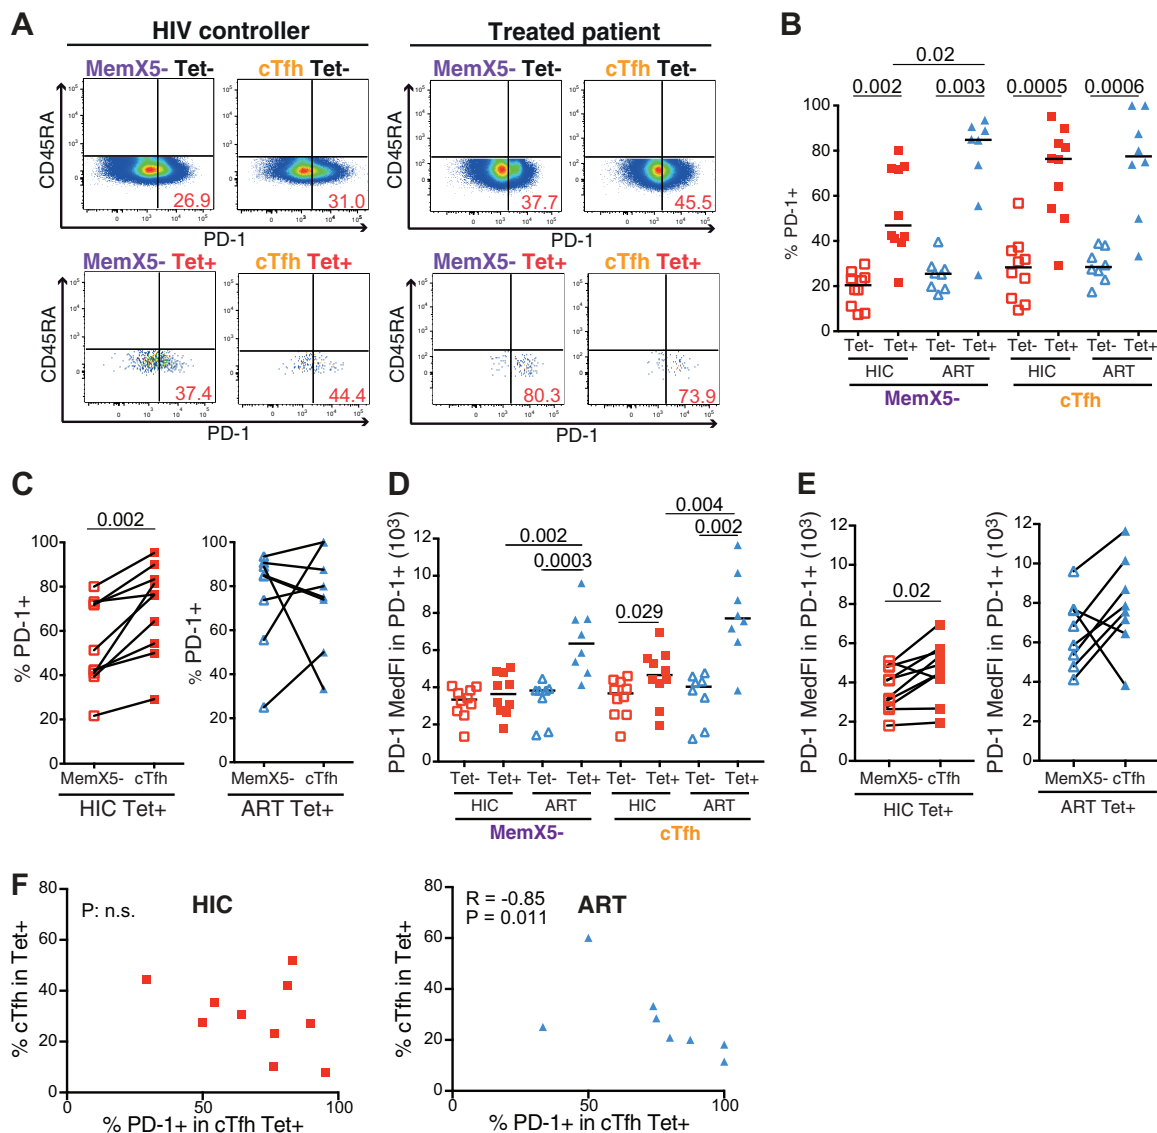 A
HIV controller
Treated patient
MemX5- Tet-
cTfh Tet-
MemX5- Tet-
cTfh Tet-
CD45RA
CD45RA
10⁵
10⁴
10³
0
26.9
31.0
37.7
45.5
0 10³ 10⁴ 10⁵
PD-1
PD-1
MemX5- Tet+
cTfh Tet+
MemX5- Tet+
cTfh Tet+
CD45RA
CD45RA
37.4
44.4
80.3
73.9
PD-1
PD-1
B
0.02
0.002
0.003
0.0005
0.0006
% PD-1+
100
80
60
40
20
0
Tet- Tet+ Tet- Tet+ Tet- Tet+ Tet- Tet+
HIC ART HIC ART
MemX5- cTfh
C
0.002
% PD-1+
100
80
60
40
20
0
MemX5- cTfh
HIC Tet+
% PD-1+
100
80
60
40
20
0
MemX5- cTfh
ART Tet+
D
0.004
0.002
0.002
0.0003
0.029
PD-1 MedFI in PD-1+ (10³)
12
10
8
6
4
2
0
Tet- Tet+ Tet- Tet+ Tet- Tet+ Tet- Tet+
HIC ART HIC ART
MemX5- cTfh
E
0.02
PD-1 MedFI in PD-1+ (10³)
12
10
8
6
4
2
0
MemX5- cTfh
HIC Tet+
PD-1 MedFI in PD-1+ (10³)
12
10
8
6
4
2
0
MemX5- cTfh
ART Tet+
F
P: n.s.
HIC
% cTfh in Tet+
80
60
40
20
0
0 50 100
% PD-1+ in cTfh Tet+
R = -0.85
P = 0.011
ART
% cTfh in Tet+
80
60
40
20
0
0 50 100
% PD-1+ in cTfh Tet+